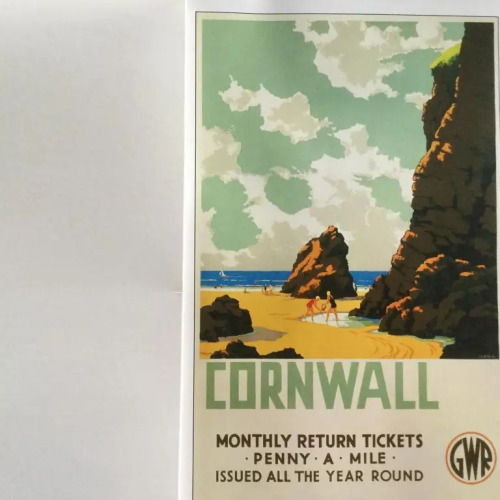 CORNWALL
MONTHLY RETURN TICKETS
· PENNY · A · MILE ·
ISSUED ALL THE YEAR ROUND
GWR